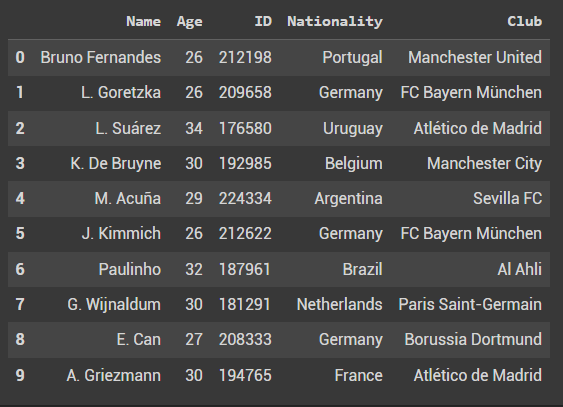 Name Age ID Nationality Club
0 Bruno Fernandes 26 212198 Portugal Manchester United
1 L. Goretzka 26 209658 Germany FC Bayern München
2 L. Suárez 34 176580 Uruguay Atlético de Madrid
3 K. De Bruyne 30 192985 Belgium Manchester City
4 M. Acuña 29 224334 Argentina Sevilla FC
5 J. Kimmich 26 212622 Germany FC Bayern München
6 Paulinho 32 187961 Brazil Al Ahli
7 G. Wijnaldum 30 181291 Netherlands Paris Saint-Germain
8 E. Can 27 208333 Germany Borussia Dortmund
9 A. Griezmann 30 194765 France Atlético de Madrid